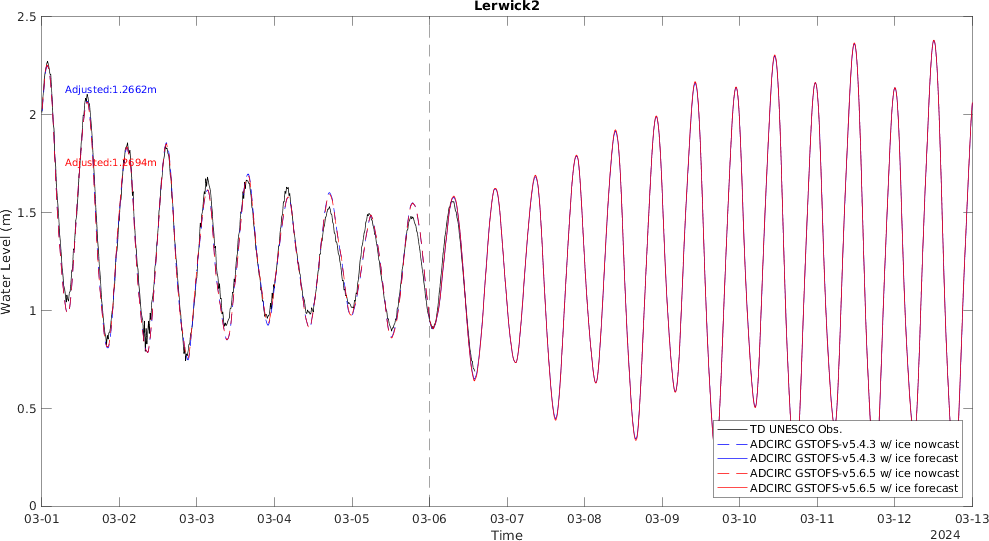 Lerwick2
2.5
2
1.5
1
0.5
0
Water Level (m)
Adjusted:1.2662m
Adjusted:1.2694m
TD UNESCO Obs.
ADCIRC GSTOFS-v5.4.3 w/ ice nowcast
ADCIRC GSTOFS-v5.4.3 w/ ice forecast
ADCIRC GSTOFS-v5.6.5 w/ ice nowcast
ADCIRC GSTOFS-v5.6.5 w/ ice forecast
03-01 03-02 03-03 03-04 03-05 03-06 03-07 03-08 03-09 03-10 03-11 03-12 03-13
Time
2024